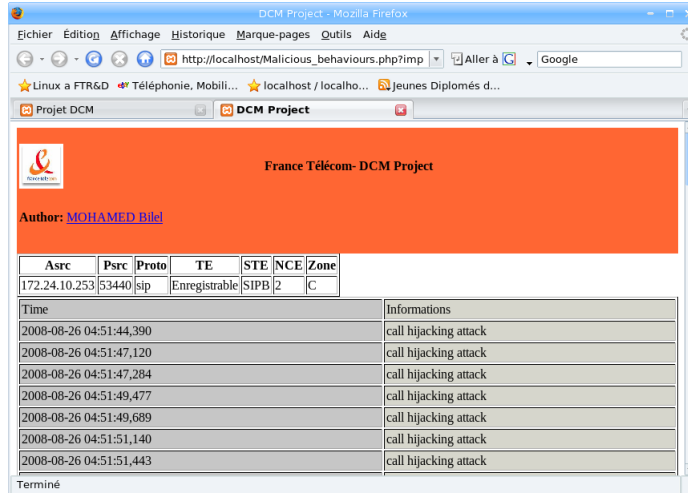 DCM Project - Mozilla Firefox
Fichier Édition Affichage Historique Marque-pages Outils Aide
http://localhost/Malicious_behaviours.php?imp Aller à G Google
Linux a FTR&D Téléphonie, Mobili... localhost / localho... Jeunes Diplomés d...
Projet DCM DCM Project
France Télécom- DCM Project
Author: MOHAMED Bilel
Asrc Psrc Proto TE STE NCE Zone
172.24.10.253 53440 sip Enregistrable SIPB 2 C
Time Informations
2008-08-26 04:51:44,390 call hijacking attack
2008-08-26 04:51:47,120 call hijacking attack
2008-08-26 04:51:47,284 call hijacking attack
2008-08-26 04:51:49,477 call hijacking attack
2008-08-26 04:51:49,689 call hijacking attack
2008-08-26 04:51:51,140 call hijacking attack
2008-08-26 04:51:51,443 call hijacking attack
Terminé